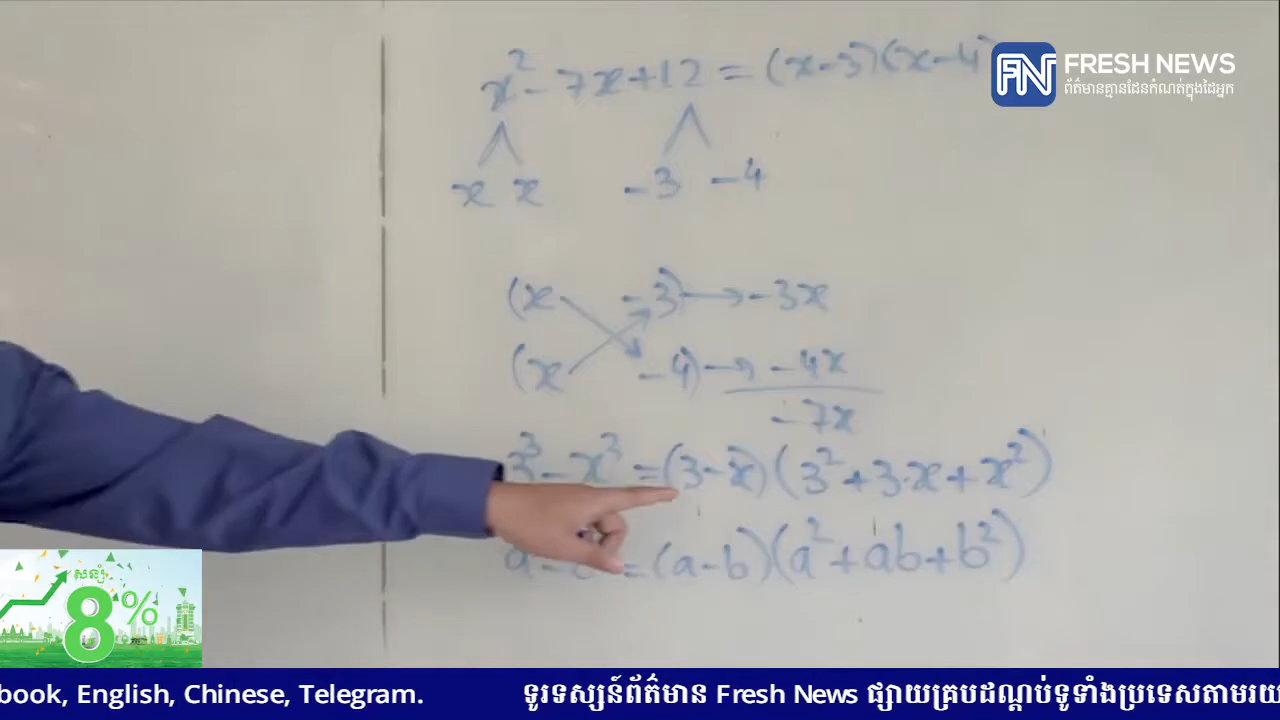 x² - 7x + 12 = (x-3)(x-4)
FRESH NEWS
ព័ត៌មានគ្មានដែនកំណត់ក្នុងដៃអ្នក
x x -3 -4
(x -3) → -3x
(x -4) → -4x
-7x
3³ - x³ = (3-x)(3² + 3·x + x²)
= (a-b)(a² + ab + b²)
សន្សំ
8%
book, English, Chinese, Telegram. ទូរទស្សន៍ព័ត៌មាន Fresh News ផ្សាយគ្របដណ្តប់ទូទាំងប្រទេសតាមរយ